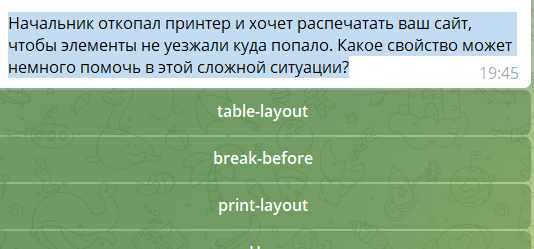 Начальник откопал принтер и хочет распечатать ваш сайт,
чтобы элементы не уезжали куда попало. Какое свойство может
немного помочь в этой сложной ситуации?
19:45
table-layout
break-before
print-layout